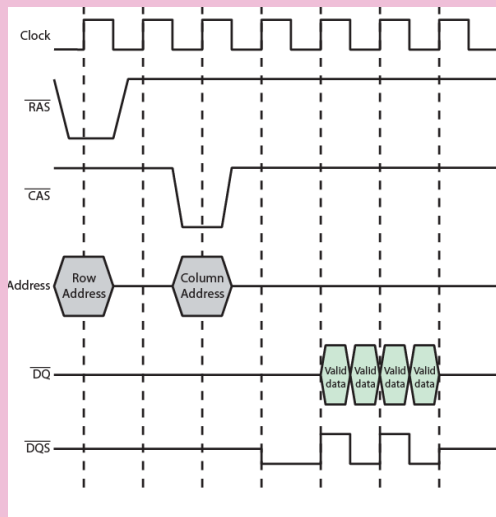 Clock
RAS
CAS
Address
Row
Address
Column
Address
DQ
Valid
data
Valid
data
Valid
data
Valid
data
DQS